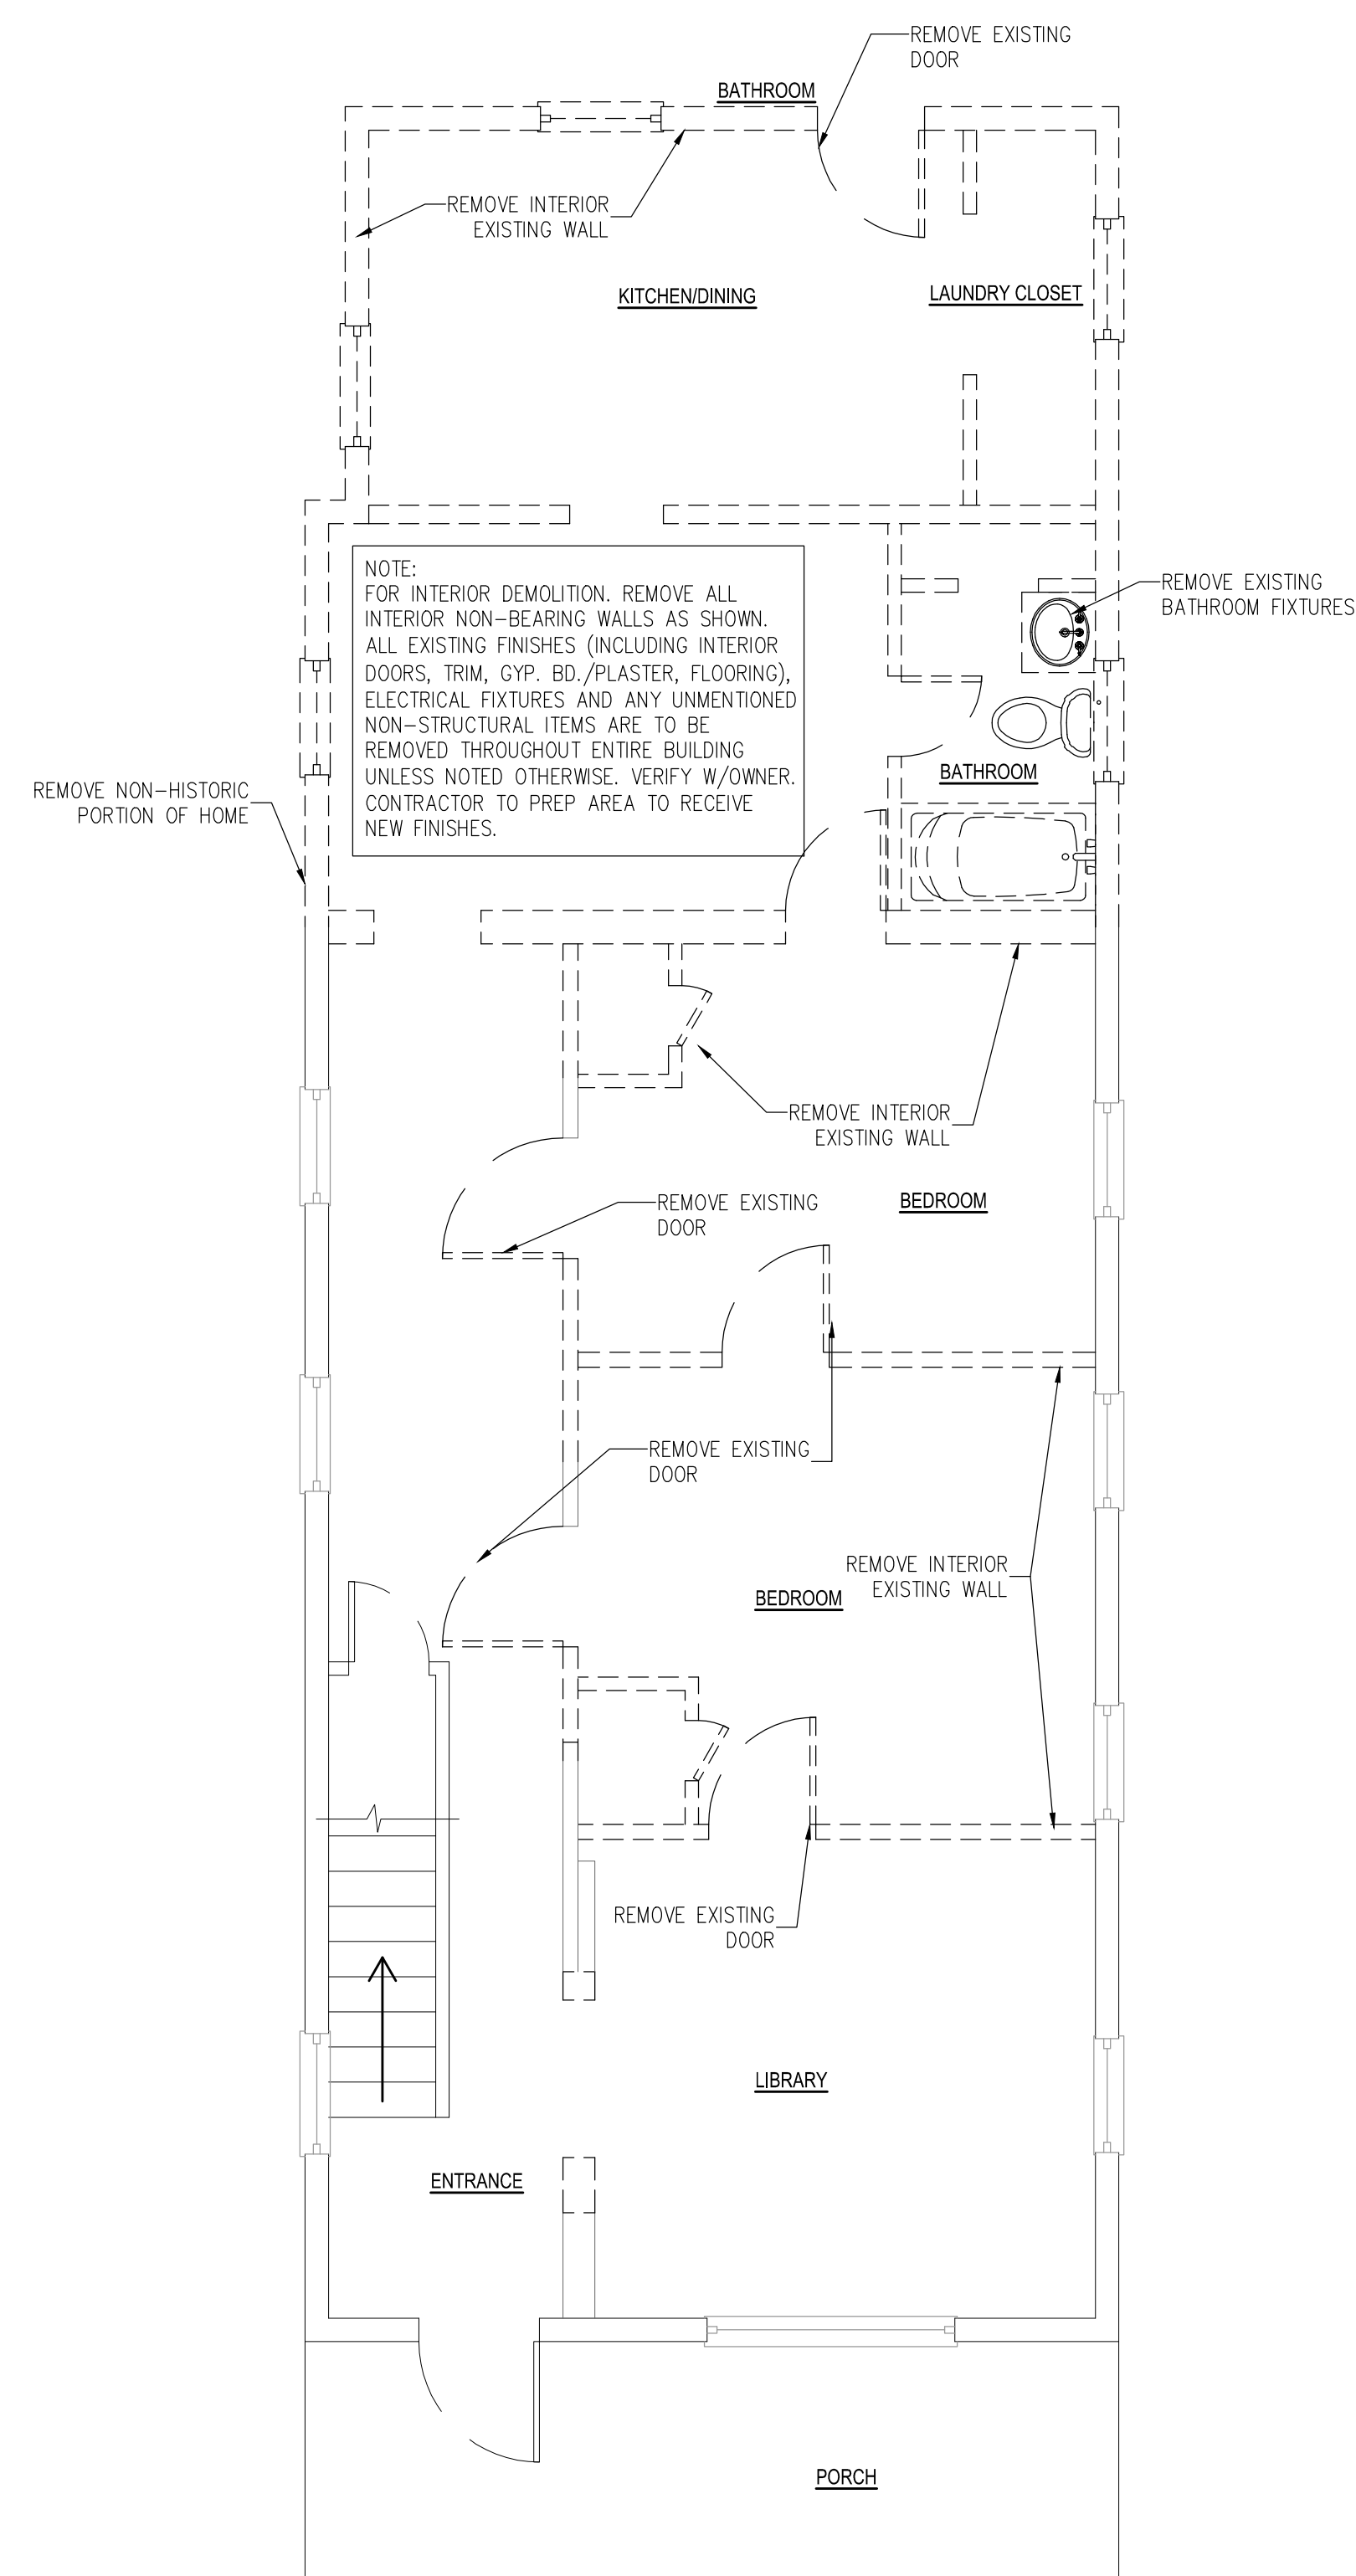 REMOVE EXISTING
DOOR
BATHROOM
REMOVE INTERIOR
EXISTING WALL
KITCHEN/DINING
LAUNDRY CLOSET
NOTE:
FOR INTERIOR DEMOLITION. REMOVE ALL
INTERIOR NON-BEARING WALLS AS SHOWN.
ALL EXISTING FINISHES (INCLUDING INTERIOR
DOORS, TRIM, GYP. BD./PLASTER, FLOORING),
ELECTRICAL FIXTURES AND ANY UNMENTIONED
NON-STRUCTURAL ITEMS ARE TO BE
REMOVED THROUGHOUT ENTIRE BUILDING
UNLESS NOTED OTHERWISE. VERIFY W/OWNER.
CONTRACTOR TO PREP AREA TO RECEIVE
NEW FINISHES.
REMOVE EXISTING
BATHROOM FIXTURES
BATHROOM
REMOVE NON-HISTORIC
PORTION OF HOME
REMOVE INTERIOR
EXISTING WALL
REMOVE EXISTING
DOOR
BEDROOM
REMOVE EXISTING
DOOR
REMOVE INTERIOR
EXISTING WALL
BEDROOM
REMOVE EXISTING
DOOR
LIBRARY
ENTRANCE
PORCH